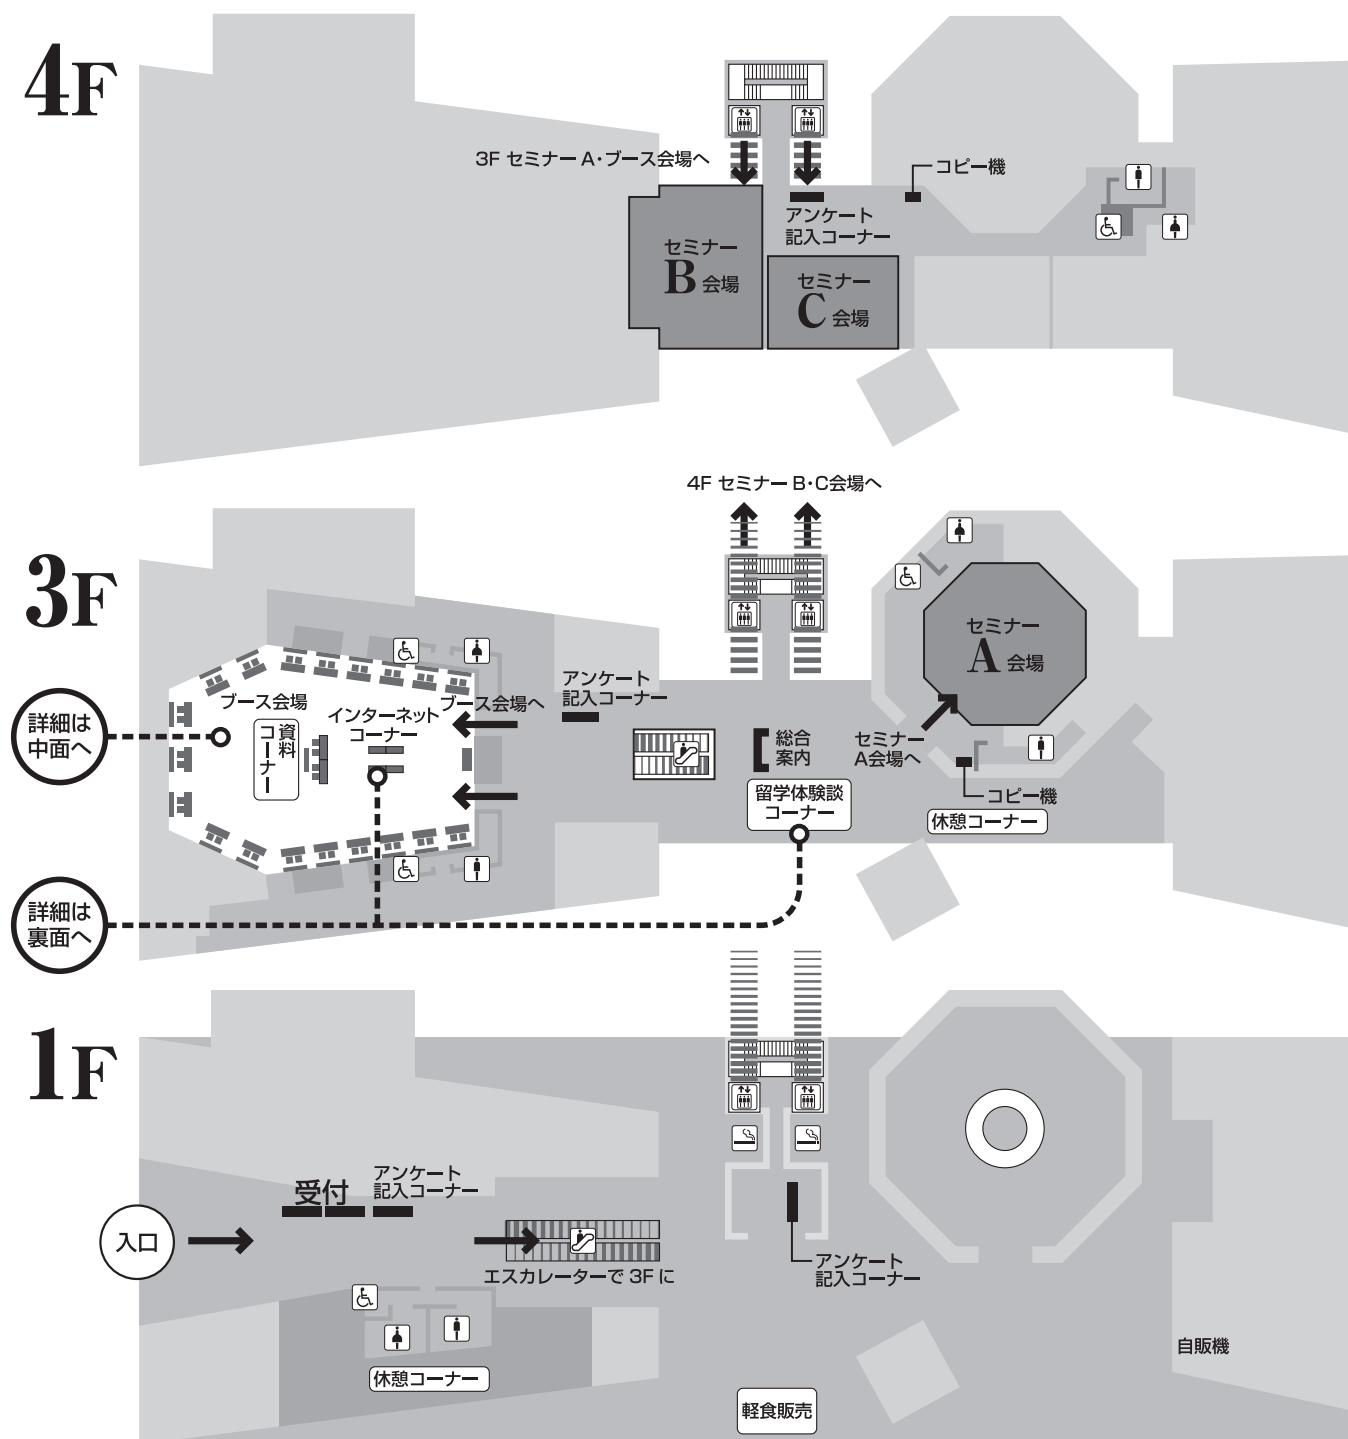 4F
3F セミナー A・ブース会場へ
コピー機
アンケート
記入コーナー
セミナー
B 会場
セミナー
C 会場
4F セミナー B・C会場へ
3F
セミナー
A 会場
アンケート
記入コーナー
ブース会場
ブース会場へ
詳細は
中面へ
資料
コーナー
インターネット
コーナー
総合
案内
セミナー
A会場へ
コピー機
留学体験談
コーナー
休憩コーナー
詳細は
裏面へ
1F
受付
アンケート
記入コーナー
入口
エスカレーターで 3F に
アンケート
記入コーナー
自販機
休憩コーナー
軽食販売